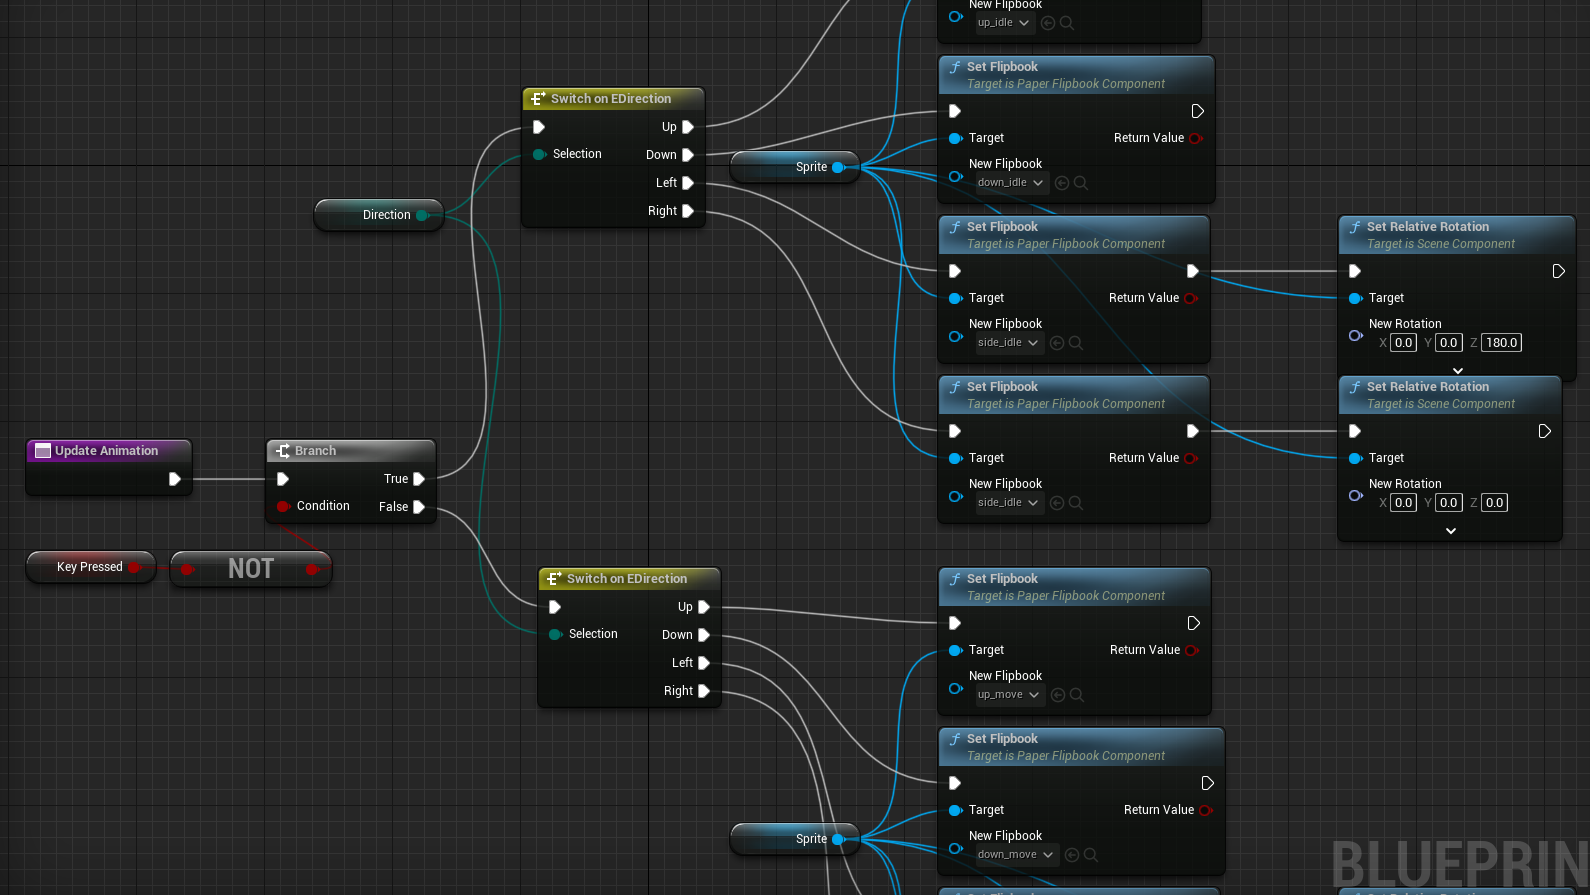 New Flipbook
up_idle
Set Flipbook
Target is Paper Flipbook Component
Target
Return Value
New Flipbook
down_idle
Switch on EDirection
Up
Selection
Down
Left
Right
Sprite
Direction
Set Flipbook
Target is Paper Flipbook Component
Target
Return Value
New Flipbook
side_idle
Set Relative Rotation
Target is Scene Component
Target
New Rotation
X 0.0 Y 0.0 Z 180.0
Set Flipbook
Target is Paper Flipbook Component
Target
Return Value
New Flipbook
side_idle
Set Relative Rotation
Target is Scene Component
Target
New Rotation
X 0.0 Y 0.0 Z 0.0
Update Animation
Branch
True
Condition
False
Key Pressed
NOT
Switch on EDirection
Up
Selection
Down
Left
Right
Set Flipbook
Target is Paper Flipbook Component
Target
Return Value
New Flipbook
up_move
Set Flipbook
Target is Paper Flipbook Component
Target
Return Value
New Flipbook
down_move
Sprite
BLUEPRIN